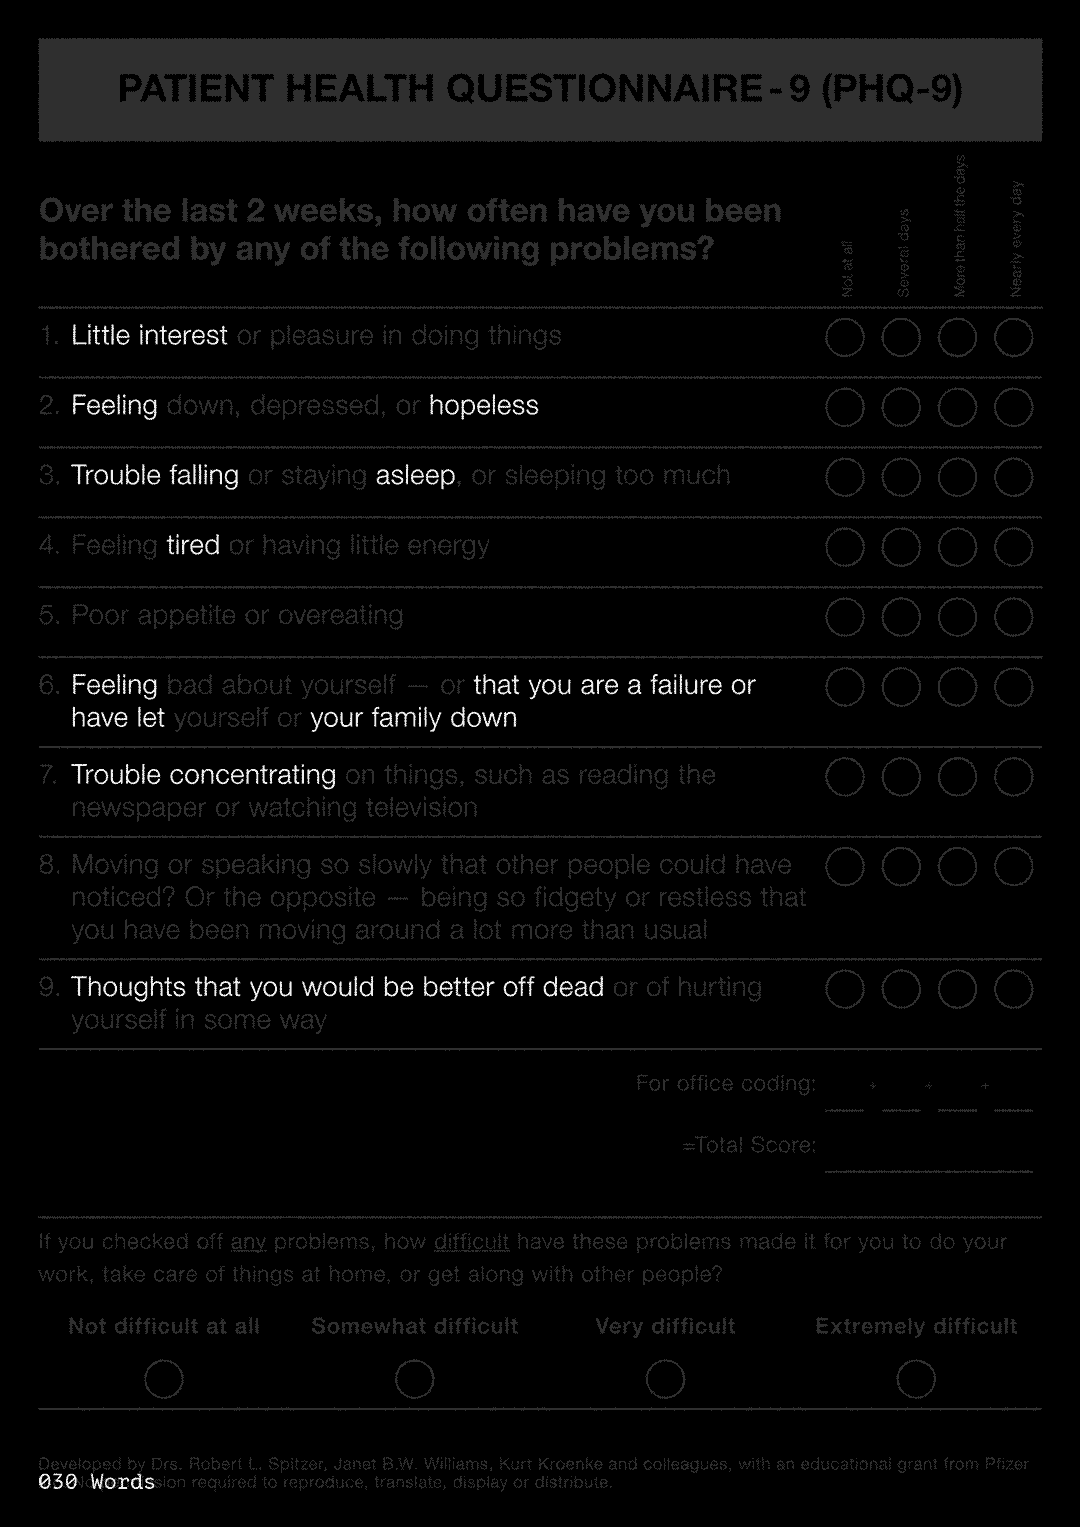 PATIENT HEALTH QUESTIONNAIRE - 9 (PHQ-9)
Over the last 2 weeks, how often have you been
bothered by any of the following problems?
Not at all
Several days
More than half the days
Nearly every day
1. Little interest or pleasure in doing things
2. Feeling down, depressed, or hopeless
3. Trouble falling or staying asleep, or sleeping too much
4. Feeling tired or having little energy
5. Poor appetite or overeating
6. Feeling bad about yourself — or that you are a failure or
have let yourself or your family down
7. Trouble concentrating on things, such as reading the
newspaper or watching television
8. Moving or speaking so slowly that other people could have
noticed? Or the opposite — being so fidgety or restless that
you have been moving around a lot more than usual
9. Thoughts that you would be better off dead or of hurting
yourself in some way
For office coding: + + +
=Total Score:
If you checked off any problems, how difficult have these problems made it for you to do your
work, take care of things at home, or get along with other people?
Not difficult at all Somewhat difficult Very difficult Extremely difficult
Developed by Drs. Robert L. Spitzer, Janet B.W. Williams, Kurt Kroenke and colleagues, with an educational grant from Pfizer
030 Words
required to reproduce, translate, display or distribute.